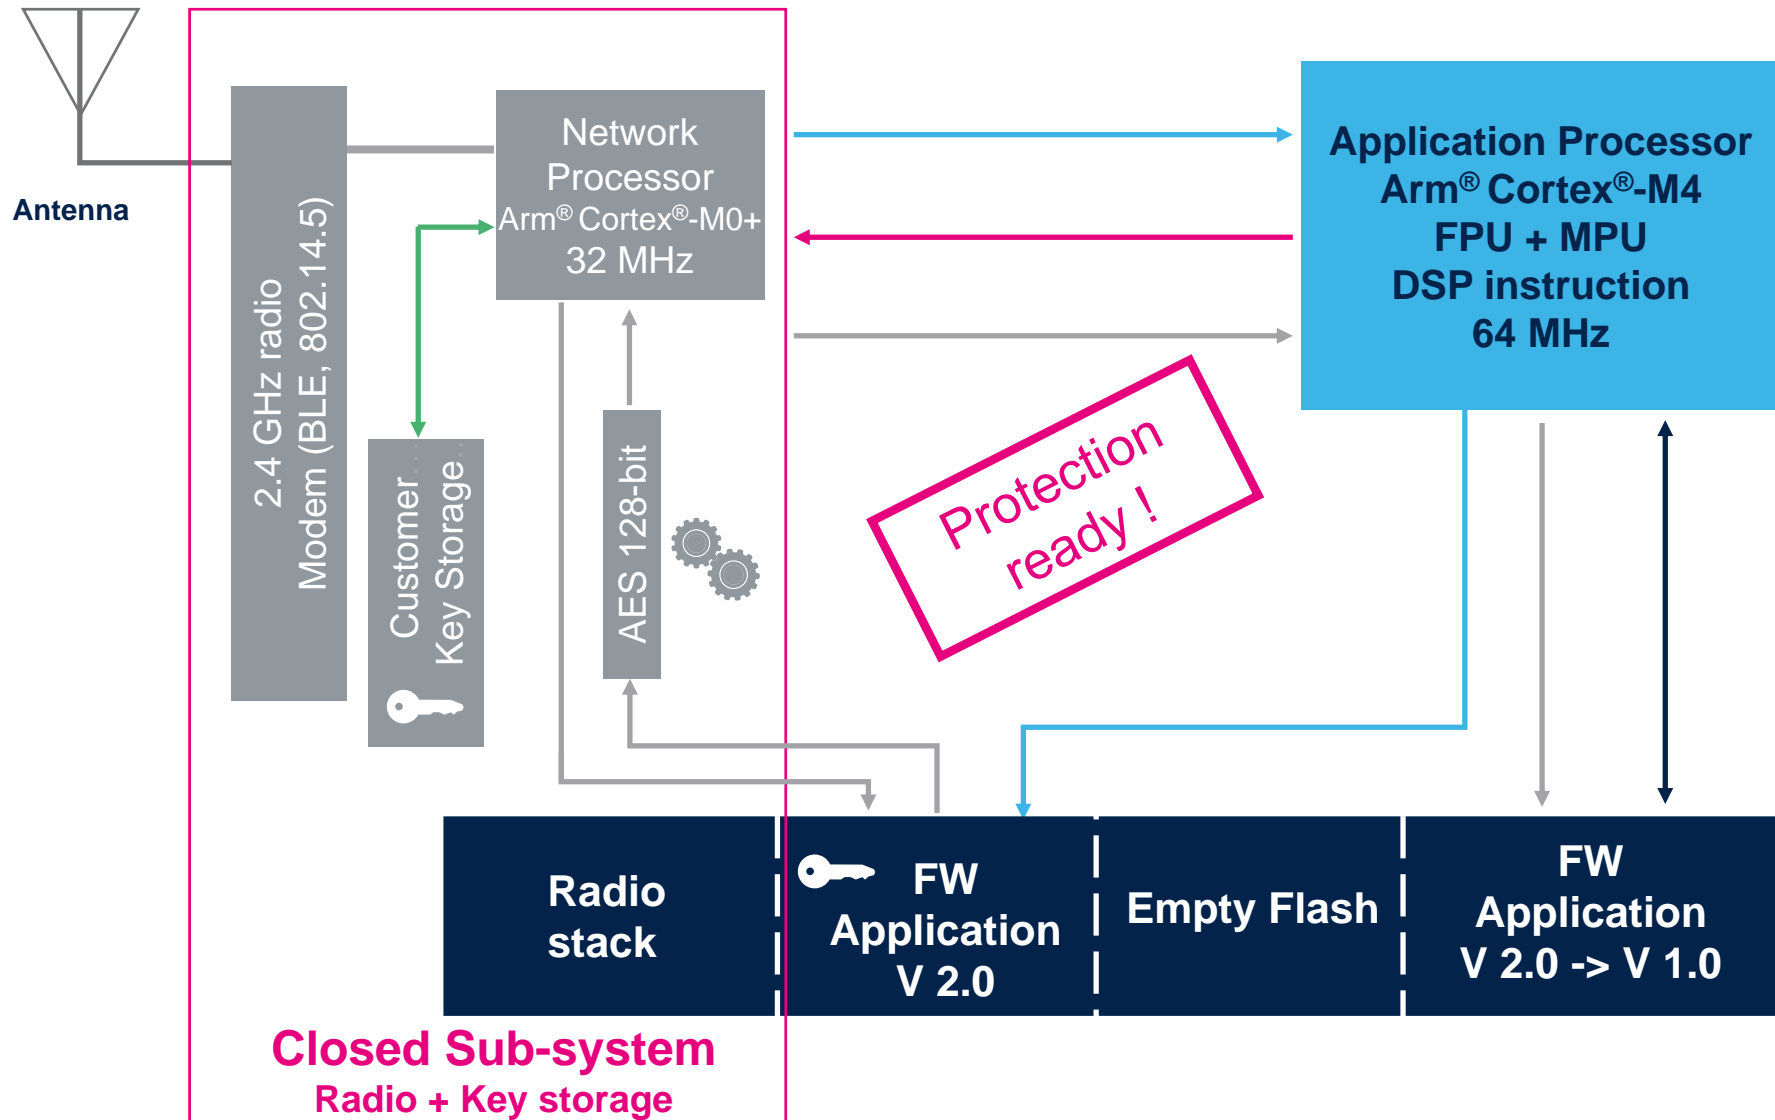 Antenna
2.4 GHz radio
Modem (BLE, 802.14.5)
Network
Processor
Arm® Cortex®-M0+
32 MHz
Customer....
Key Storage..
AES 128-bit
Application Processor
Arm® Cortex®-M4
FPU + MPU
DSP instruction
64 MHz
Protection
ready !
Radio
stack
FW
Application
V 2.0
Empty Flash
FW
Application
V 2.0 -> V 1.0
Closed Sub-system
Radio + Key storage